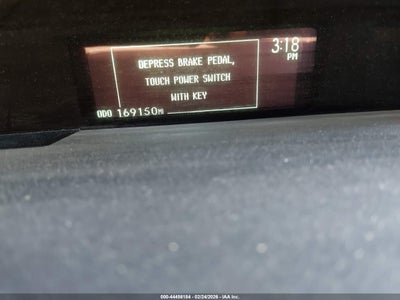 3:18
PM
DEPRESS BRAKE PEDAL,
TOUCH POWER SWITCH
WITH KEY
ODO 169150MI
000-44458184 - 02/24/2026 - IAA Inc.